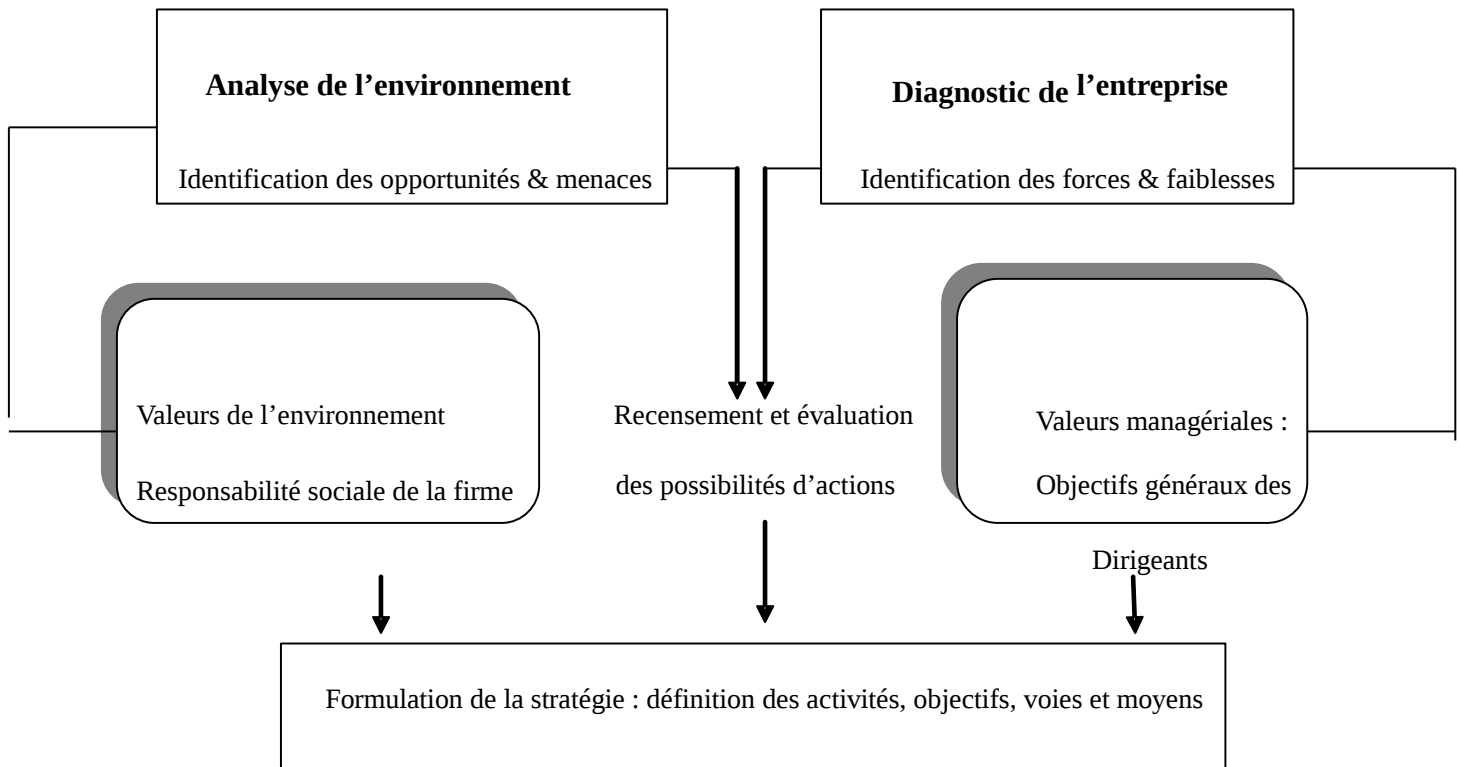 Analyse de l’environnement
Identification des opportunités & menaces
Diagnostic de l’entreprise
Identification des forces & faiblesses
Valeurs de l’environnement
Responsabilité sociale de la firme
Recensement et évaluation
des possibilités d’actions
Valeurs managériales :
Objectifs généraux des
Dirigeants
Formulation de la stratégie : définition des activités, objectifs, voies et moyens